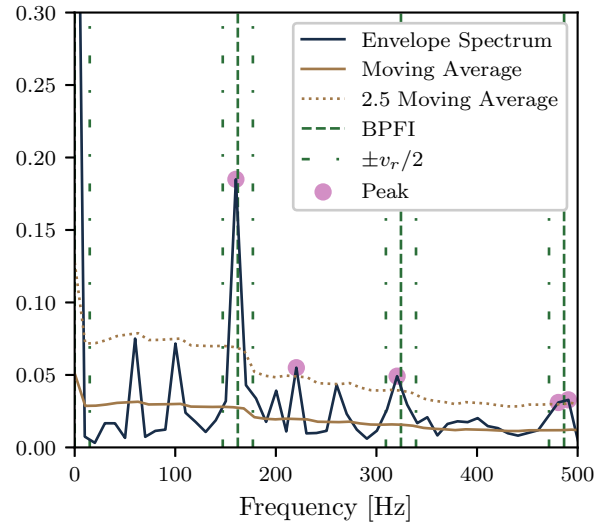 0.30
0.25
0.20
0.15
0.10
0.05
0.00
Envelope Spectrum
Moving Average
2.5 Moving Average
BPFI
±v_r/2
Peak
0
100
200
300
400
500
Frequency [Hz]